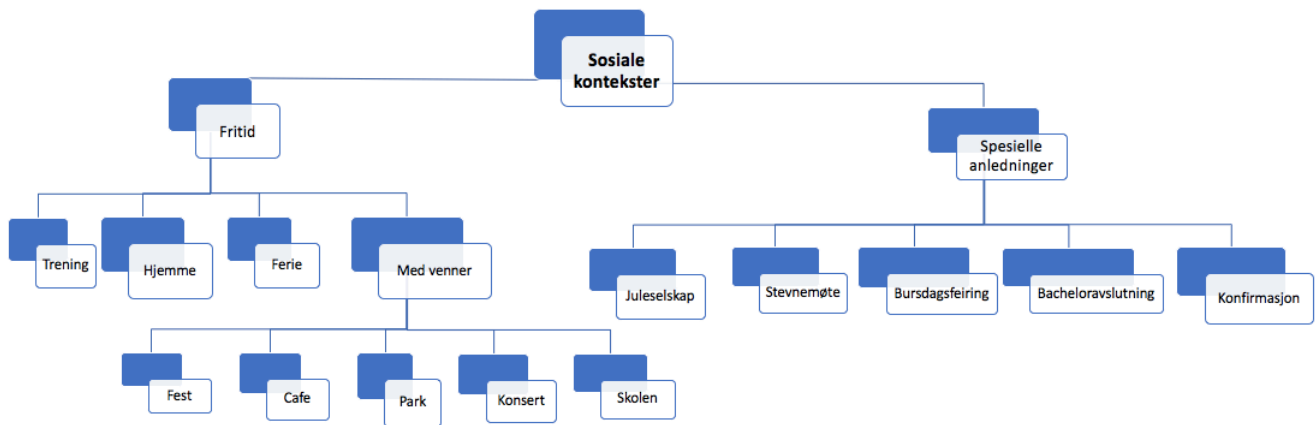 Sosiale
kontekster
Fritid
Spesielle
anledninger
Trening
Hjemme
Ferie
Med venner
Juleselskap
Stevnemøte
Bursdagsfeiring
Bacheloravslutning
Konfirmasjon
Fest
Cafe
Park
Konsert
Skolen